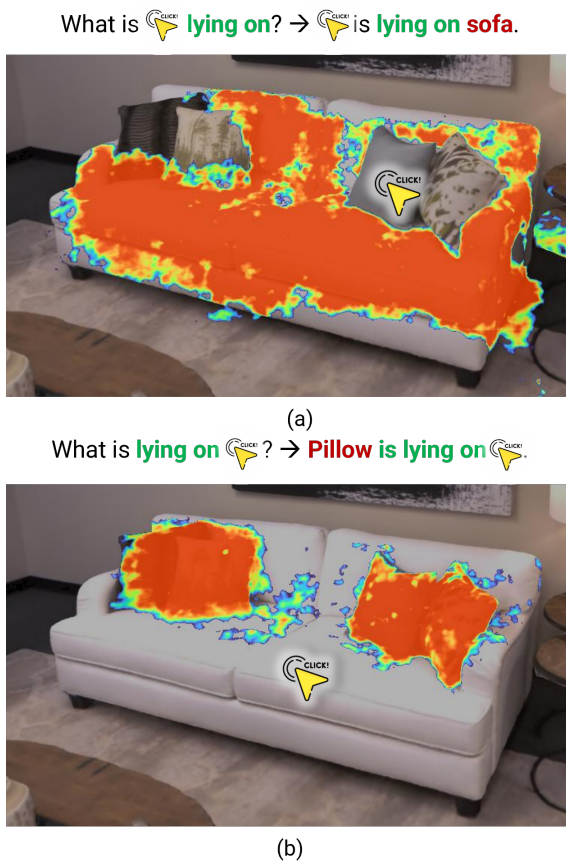 What is CLICK! lying on? → CLICK! is lying on sofa.
CLICK!
(a)
What is lying on CLICK! ? → Pillow is lying on CLICK!.
CLICK!
(b)